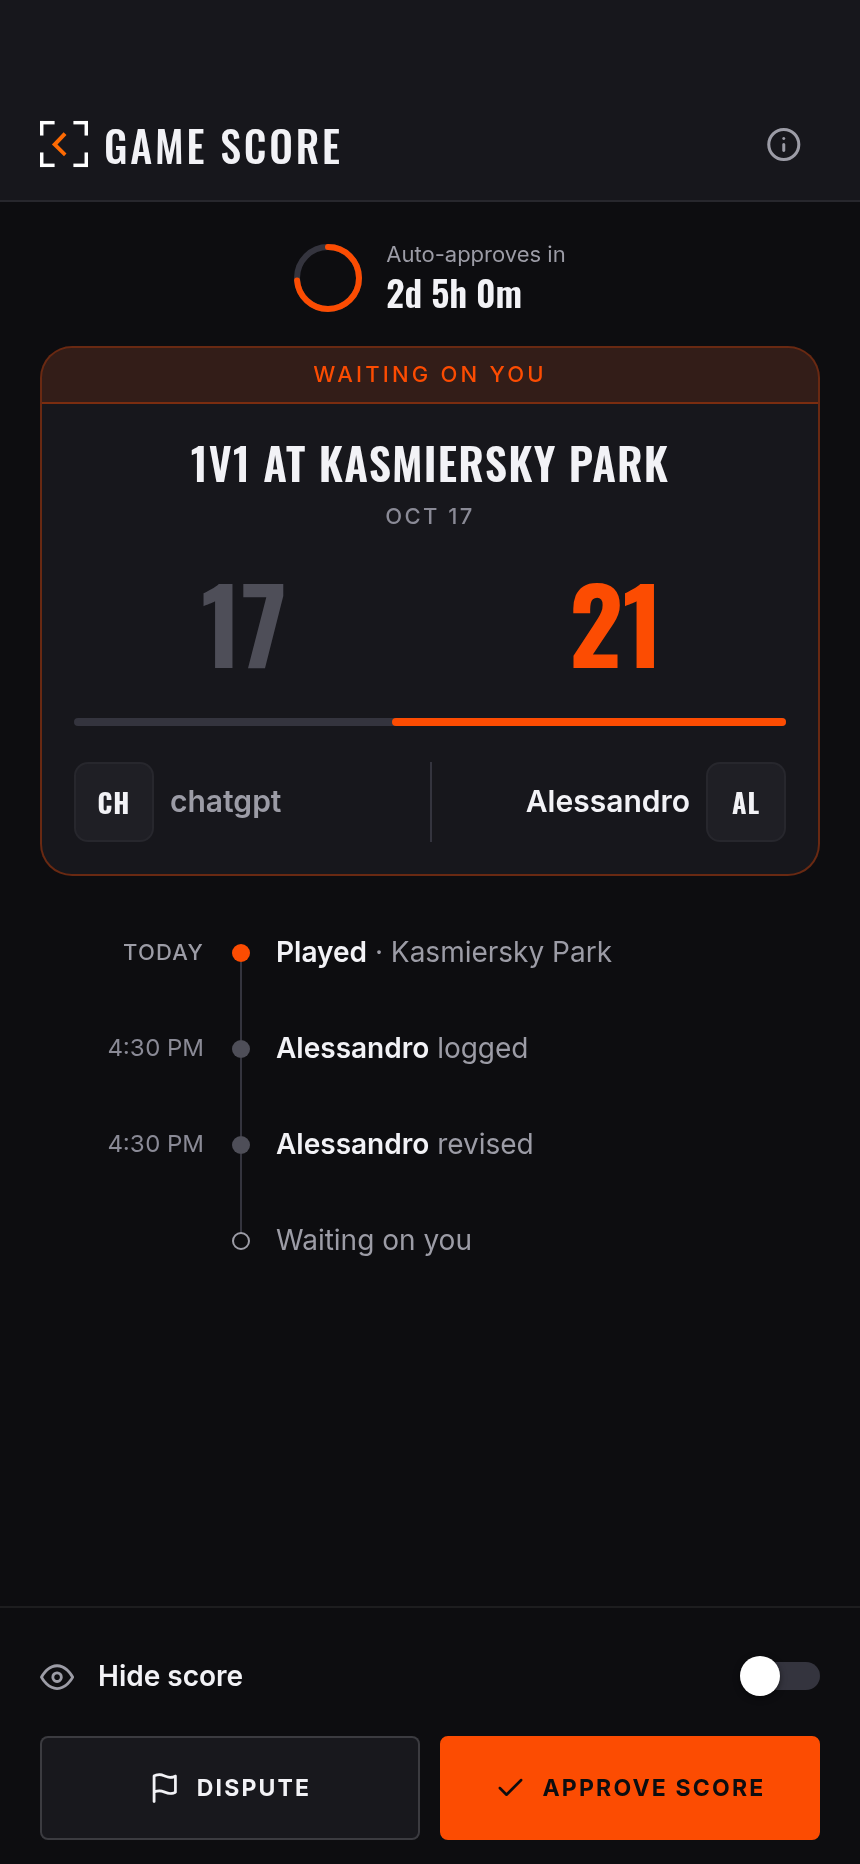 GAME SCORE
Auto-approves in
2d 5h 0m
WAITING ON YOU
1V1 AT KASMIERSKY PARK
OCT 17
17 21
CH chatgpt Alessandro AL
TODAY Played · Kasmiersky Park
4:30 PM Alessandro logged
4:30 PM Alessandro revised
Waiting on you
Hide score
DISPUTE APPROVE SCORE